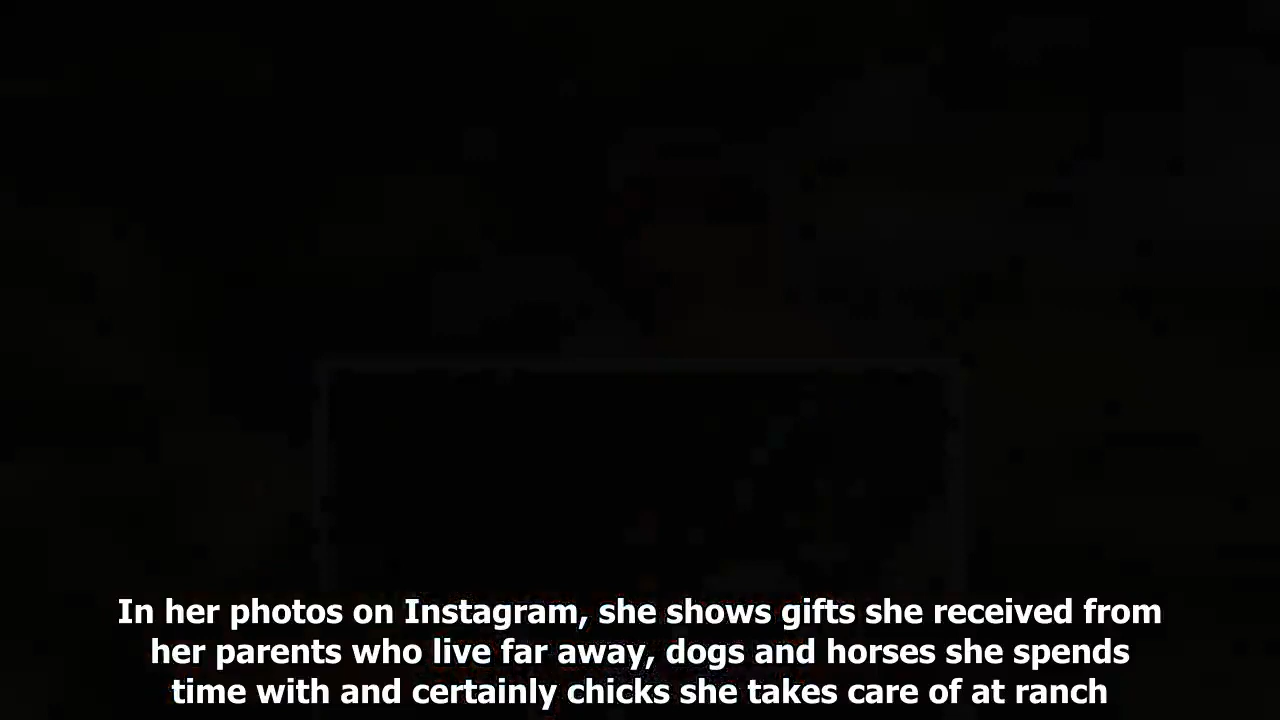 In her photos on Instagram, she shows gifts she received from
her parents who live far away, dogs and horses she spends
time with and certainly chicks she takes care of at ranch